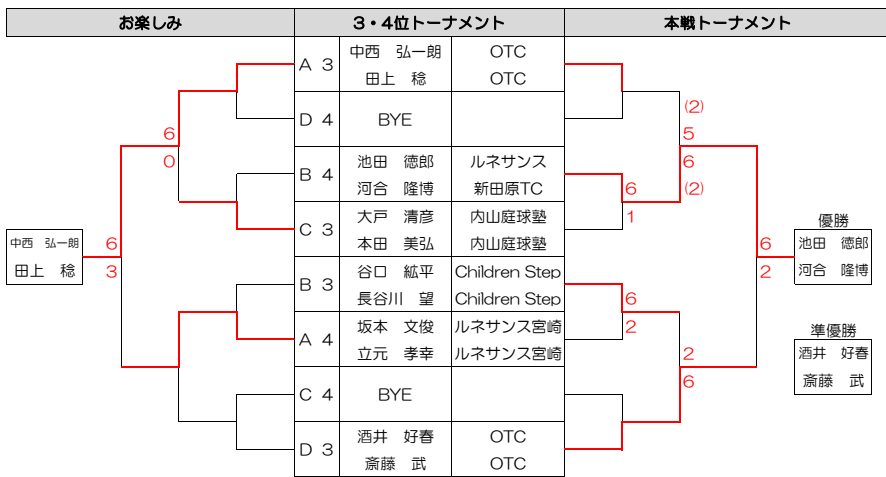 お楽しみ ３・４位トーナメント 本戦トーナメント
A 3 中西　弘一朗 OTC
田上　稔 OTC
(2)
D 4 BYE
6 5
0 6
B 4 池田　徳郎 ルネサンス
河合　隆博 新田原TC 6 (2)
C 3 大戸　清彦 内山庭球塾 1
優勝
中西　弘一朗 6 本田　美弘 内山庭球塾 6 池田　徳郎
田上　稔 3 B 3 谷口　紘平 Children Step 2 河合　隆博
長谷川　望 Children Step 6
A 4 坂本　文俊 ルネサンス宮崎 2
準優勝
立元　孝幸 ルネサンス宮崎 2 酒井　好春
6 斎藤　武
C 4 BYE
D 3 酒井　好春 OTC
斎藤　武 OTC